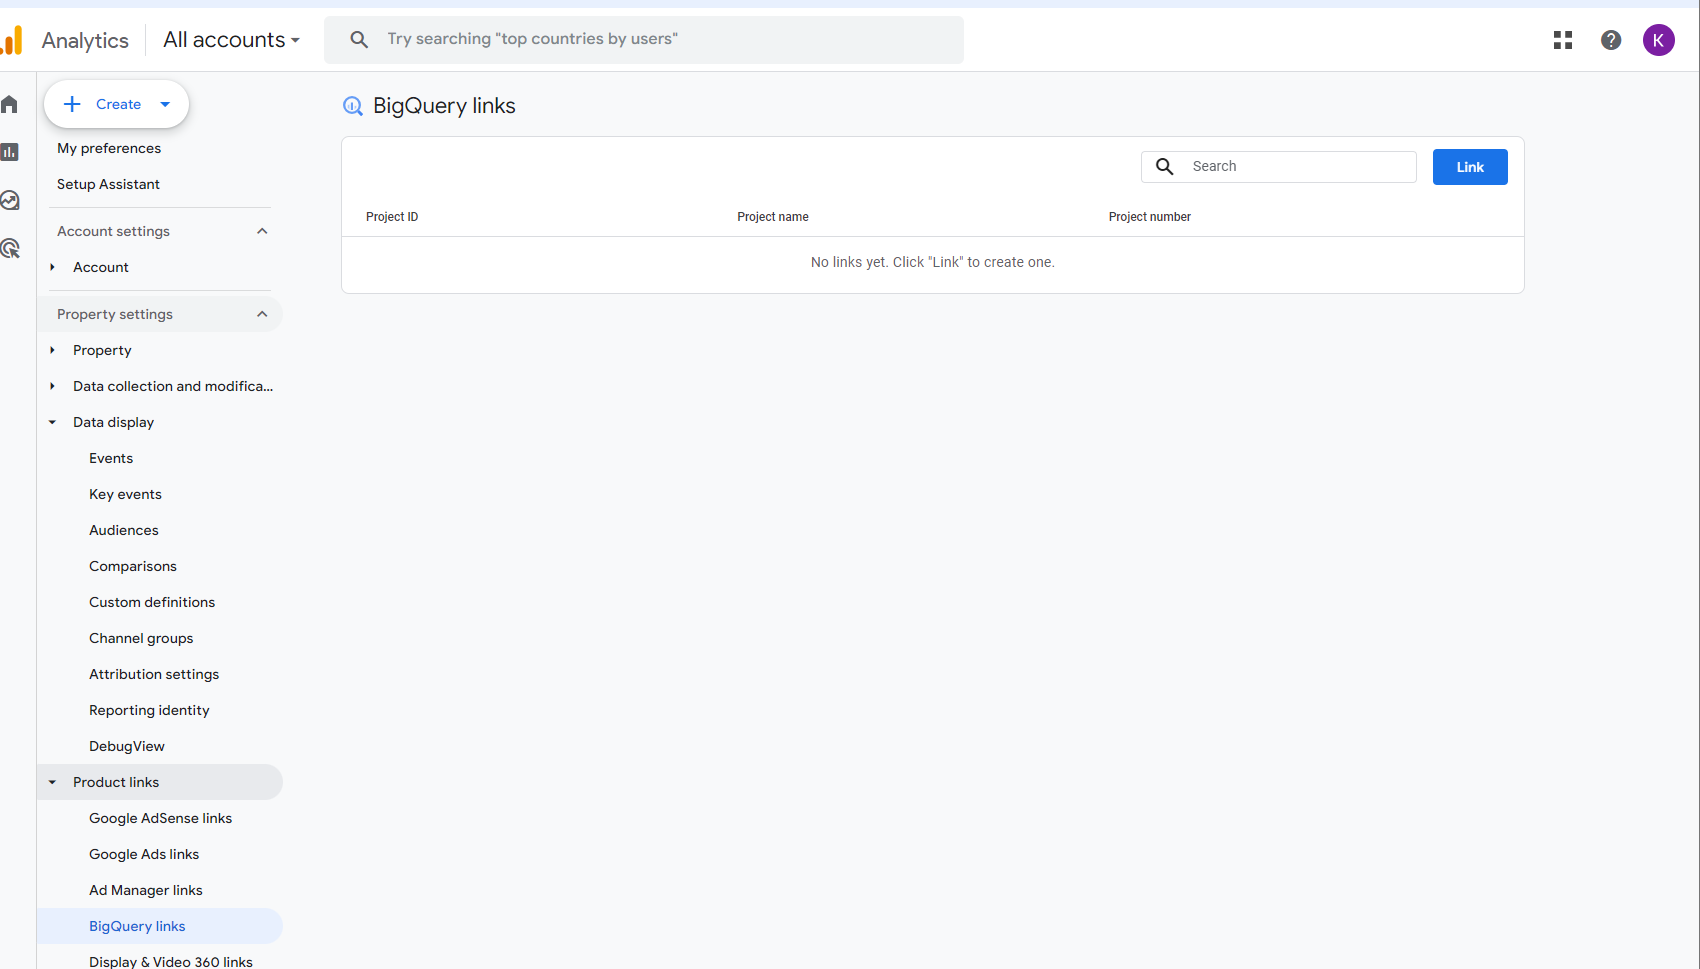 Analytics
All accounts
Try searching "top countries by users"
K
Create
My preferences
Setup Assistant
Account settings
Account
Property settings
Property
Data collection and modifica...
Data display
Events
Key events
Audiences
Comparisons
Custom definitions
Channel groups
Attribution settings
Reporting identity
DebugView
Product links
Google AdSense links
Google Ads links
Ad Manager links
BigQuery links
Display & Video 360 links
BigQuery links
Search
Link
Project ID
Project name
Project number
No links yet. Click "Link" to create one.